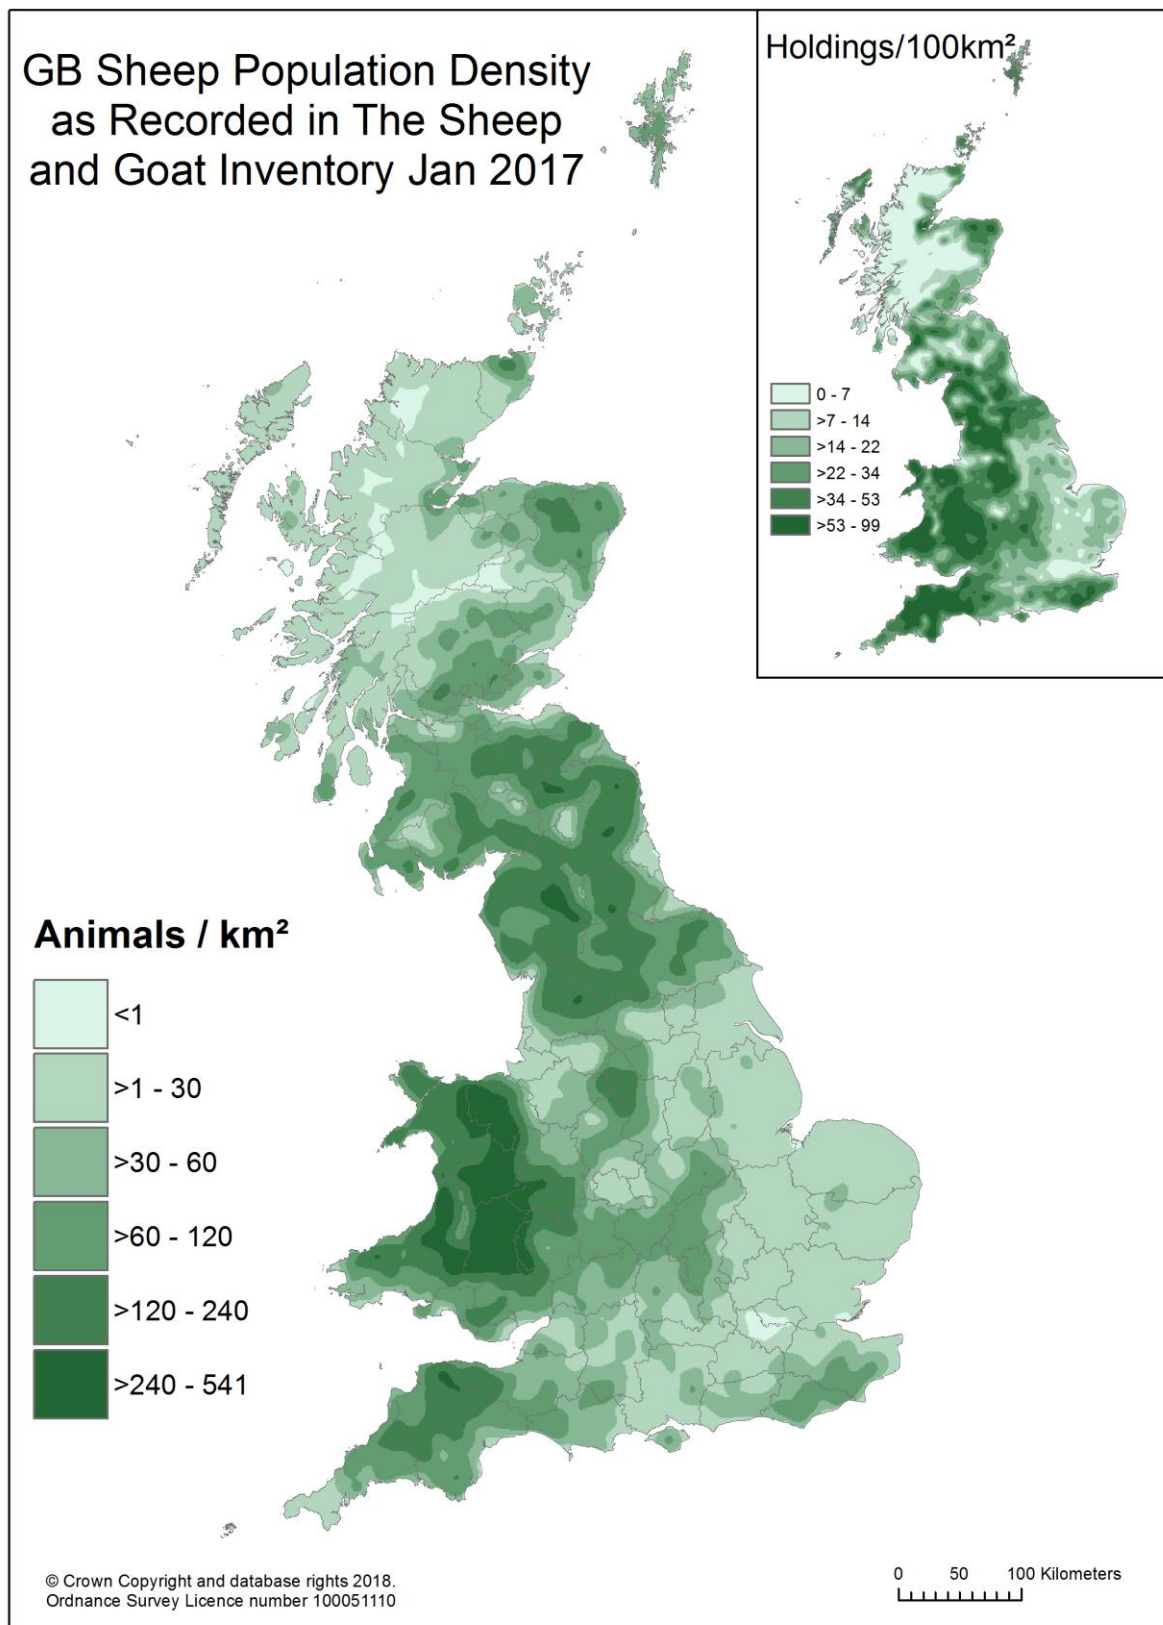 GB Sheep Population Density
as Recorded in The Sheep
and Goat Inventory Jan 2017
Holdings/100km²
0 - 7
>7 - 14
>14 - 22
>22 - 34
>34 - 53
>53 - 99
Animals / km²
<1
>1 - 30
>30 - 60
>60 - 120
>120 - 240
>240 - 541
© Crown Copyright and database rights 2018.
Ordnance Survey Licence number 100051110
0 50 100 Kilometers